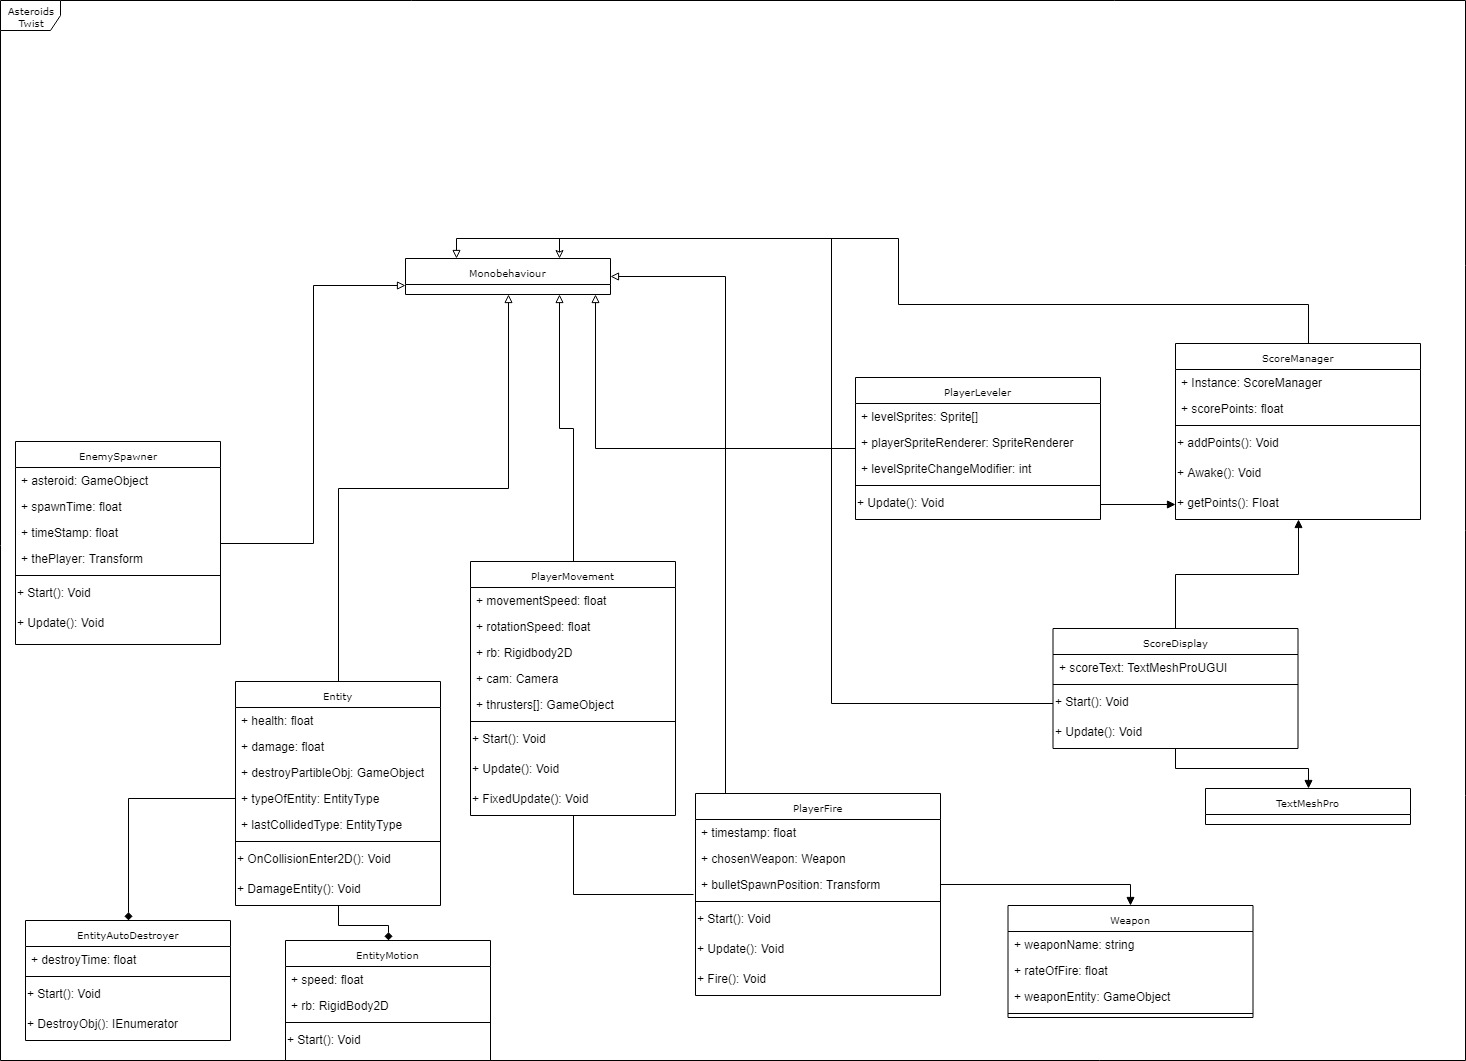 Asteroids
Twist
Monobehaviour
ScoreManager
+ Instance: ScoreManager
+ scorePoints: float
+ addPoints(): Void
+ Awake(): Void
+ getPoints(): Float
PlayerLeveler
+ levelSprites: Sprite[]
+ playerSpriteRenderer: SpriteRenderer
+ levelSpriteChangeModifier: int
+ Update(): Void
EnemySpawner
+ asteroid: GameObject
+ spawnTime: float
+ timeStamp: float
+ thePlayer: Transform
+ Start(): Void
+ Update(): Void
PlayerMovement
+ movementSpeed: float
+ rotationSpeed: float
+ rb: Rigidbody2D
+ cam: Camera
+ thrusters[]: GameObject
+ Start(): Void
+ Update(): Void
+ FixedUpdate(): Void
ScoreDisplay
+ scoreText: TextMeshProUGUI
+ Start(): Void
+ Update(): Void
Entity
+ health: float
+ damage: float
+ destroyPartibleObj: GameObject
+ typeOfEntity: EntityType
+ lastCollidedType: EntityType
+ OnCollisionEnter2D(): Void
+ DamageEntity(): Void
TextMeshPro
PlayerFire
+ timestamp: float
+ chosenWeapon: Weapon
+ bulletSpawnPosition: Transform
+ Start(): Void
+ Update(): Void
+ Fire(): Void
Weapon
+ weaponName: string
+ rateOfFire: float
+ weaponEntity: GameObject
EntityAutoDestroyer
+ destroyTime: float
+ Start(): Void
+ DestroyObj(): IEnumerator
EntityMotion
+ speed: float
+ rb: RigidBody2D
+ Start(): Void